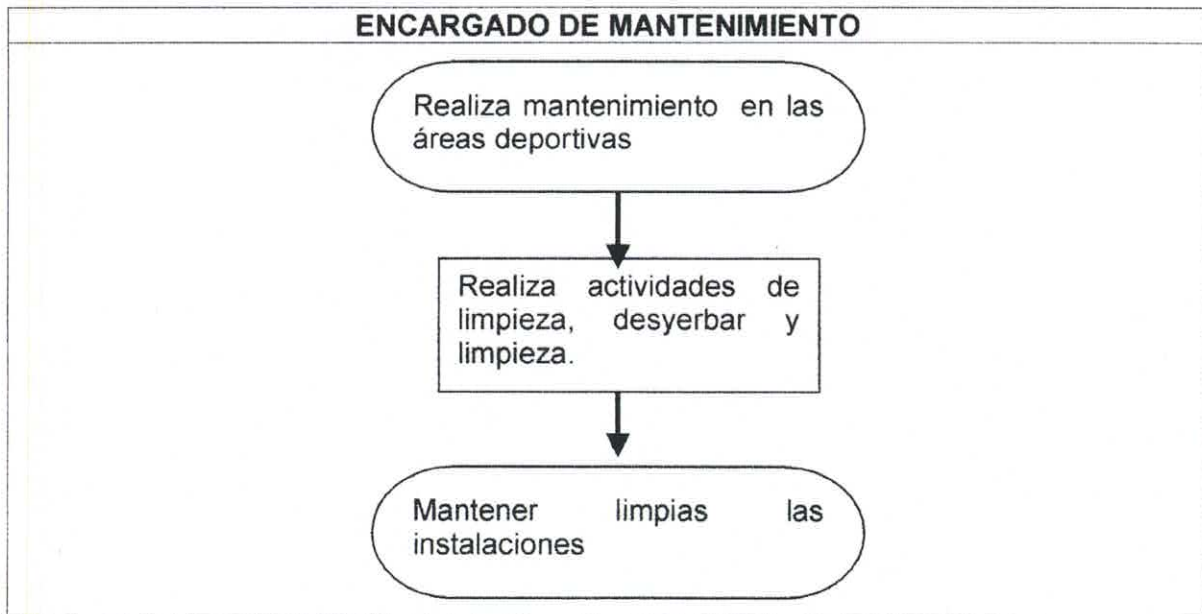 ENCARGADO DE MANTENIMIENTO
Realiza mantenimiento en las
áreas deportivas
Realiza actividades de
limpieza, desyerbar y
limpieza.
Mantener limpias las
instalaciones